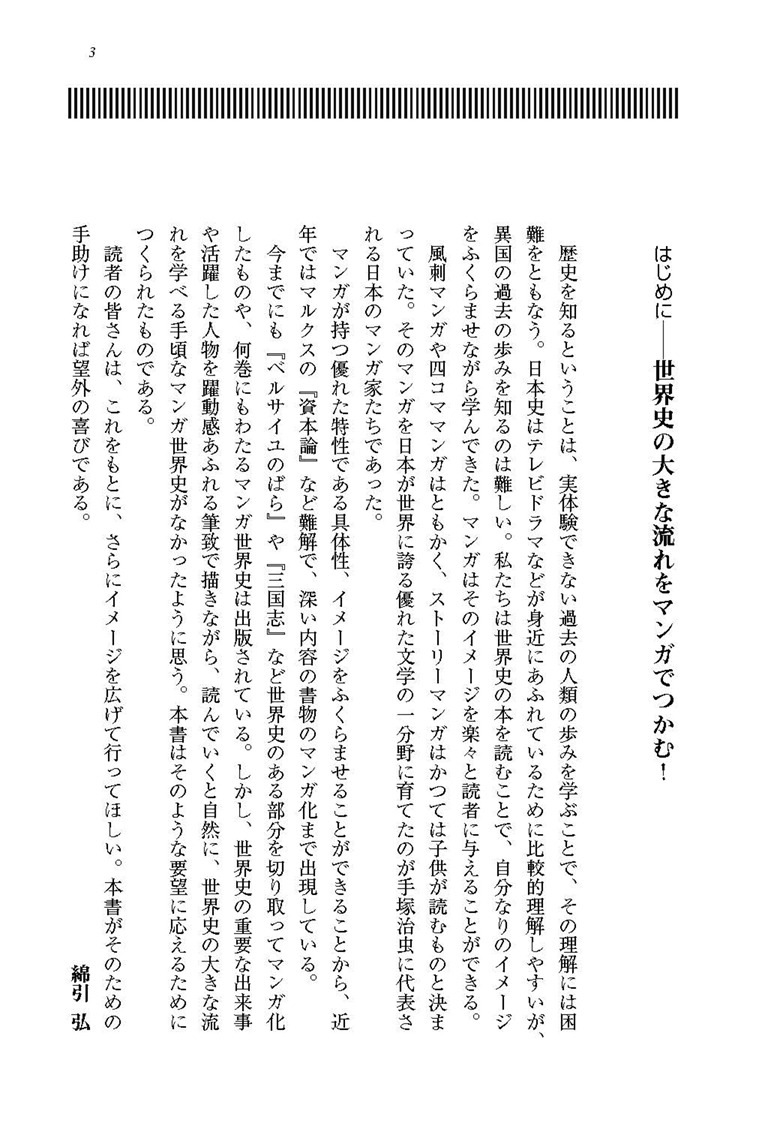 3
はじめに――世界史の大きな流れをマンガでつかむ！
歴史を知るということは、実体験できない過去の人類の歩みを学ぶことで、その理解には困
難をともなう。日本史はテレビドラマなどが身近にあふれているために比較的理解しやすいが、
異国の過去の歩みを知るのは難しい。私たちは世界史の本を読むことで、自分なりのイメージ
をふくらませながら学んできた。マンガはそのイメージを楽々と読者に与えることができる。
風刺マンガや四コママンガはともかく、ストーリーマンガはかつては子供が読むものと決ま
っていた。そのマンガを日本が世界に誇る優れた文学の一分野に育てたのが手塚治虫に代表さ
れる日本のマンガ家たちであった。
マンガが持つ優れた特性である具体性、イメージをふくらませることができることから、近
年ではマルクスの『資本論』など難解で、深い内容の書物のマンガ化まで出現している。
今までにも『ベルサイユのばら』や『三国志』など世界史のある部分を切り取ってマンガ化
したものや、何巻にもわたるマンガ世界史は出版されている。しかし、世界史の重要な出来事
や活躍した人物を躍動感あふれる筆致で描きながら、読んでいくと自然に、世界史の大きな流
れを学べる手頃なマンガ世界史がなかったように思う。本書はそのような要望に応えるために
つくられたものである。
読者の皆さんは、これをもとに、さらにイメージを広げて行ってほしい。本書がそのための
手助けになれば望外の喜びである。
綿引 弘